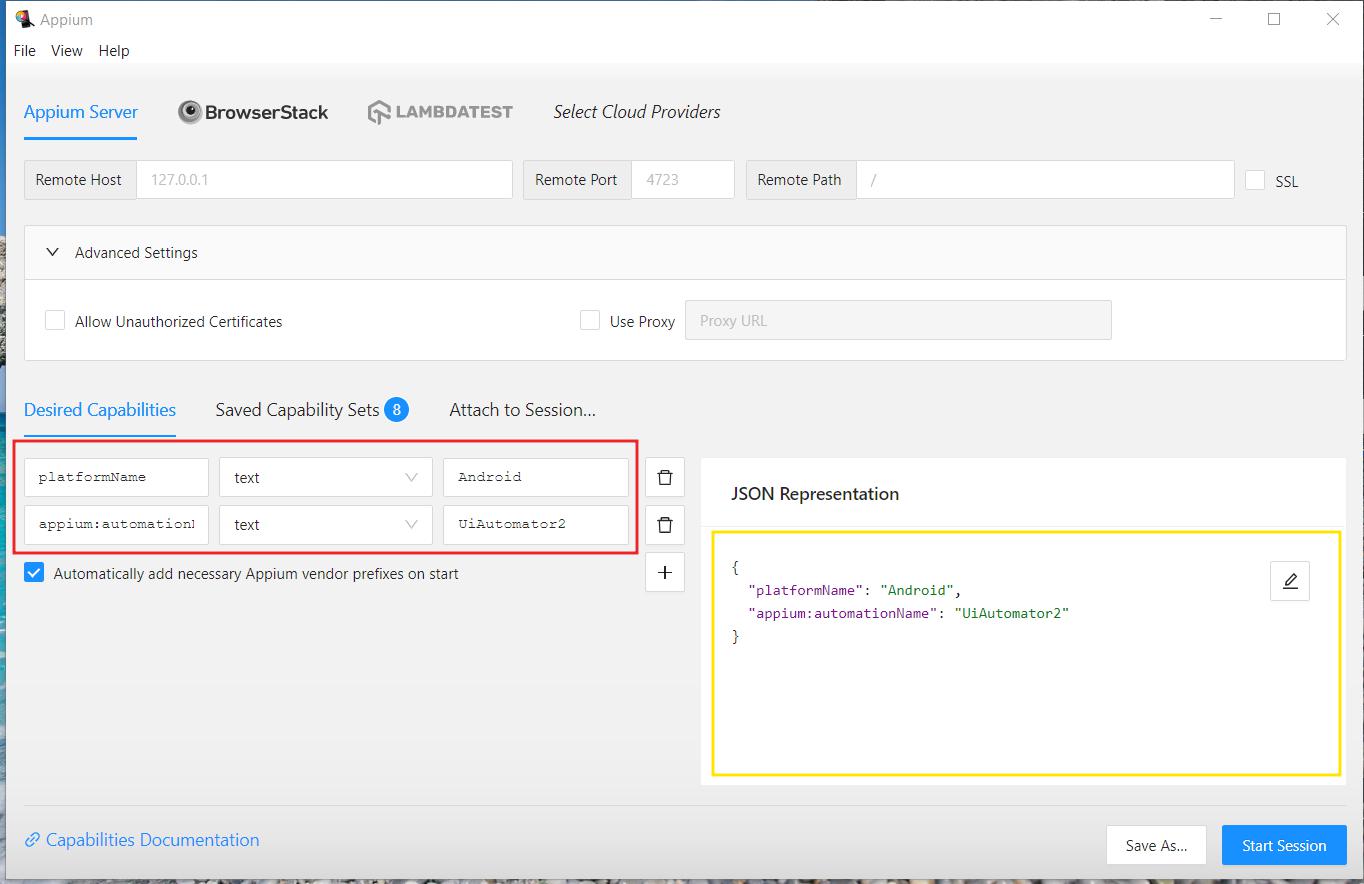 Appium
File View Help
Appium Server BrowserStack LAMBDATEST Select Cloud Providers
Remote Host 127.0.0.1 Remote Port 4723 Remote Path / SSL
Advanced Settings
Allow Unauthorized Certificates Use Proxy Proxy URL
Desired Capabilities Saved Capability Sets 8 Attach to Session...
platformName text Android
appium:automationN text UiAutomator2
Automatically add necessary Appium vendor prefixes on start
JSON Representation
{
"platformName": "Android",
"appium:automationName": "UiAutomator2"
}
Capabilities Documentation
Save As... Start Session